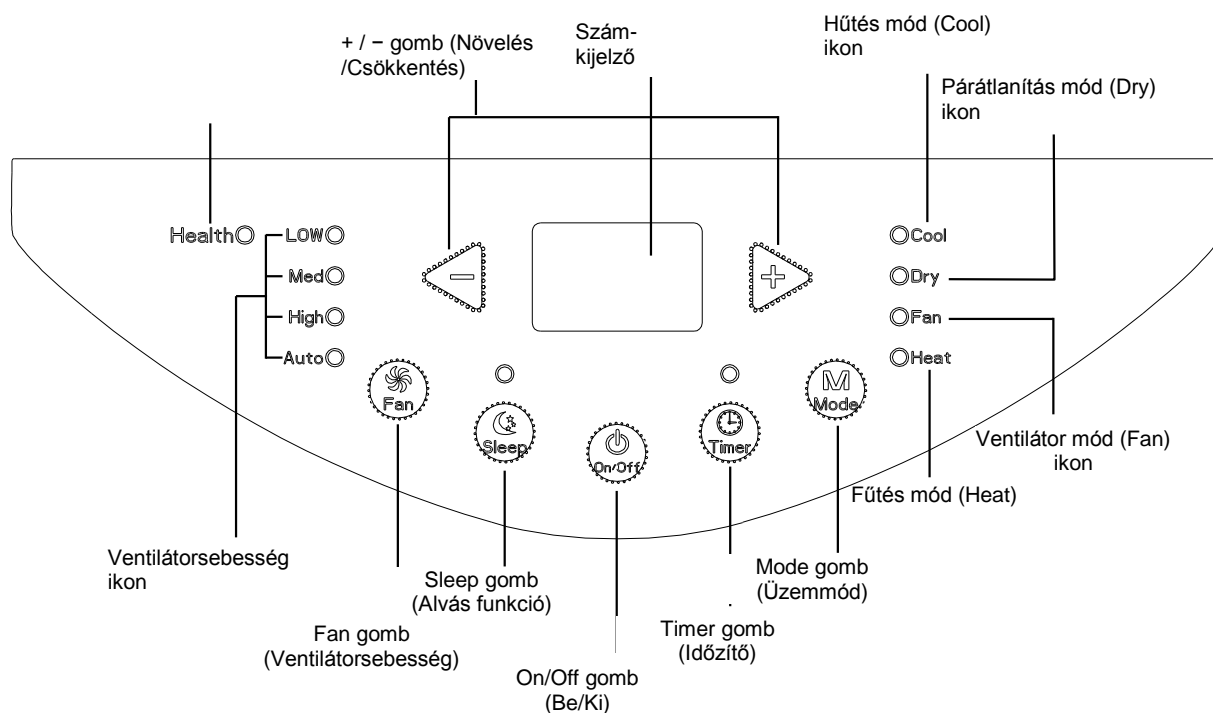 + / − gomb (Növelés
/Csökkentés)
Szám-
kijelző
Hűtés mód (Cool)
ikon
Párátlanítás mód (Dry)
ikon
Health
LOW
Med
High
Auto
Cool
Dry
Fan
Heat
Fan
Sleep
On/Off
Timer
M
Mode
Ventilátor mód (Fan)
ikon
Fűtés mód (Heat)
Ventilátorsebesség
ikon
Sleep gomb
(Alvás funkció)
Mode gomb
(Üzemmód)
Fan gomb
(Ventilátorsebesség)
Timer gomb
(Időzítő)
On/Off gomb
(Be/Ki)